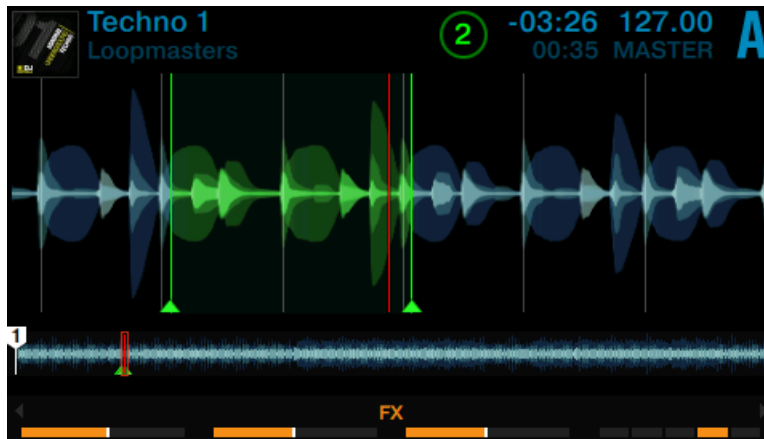 Techno 1
Loopmasters
2
-03:26 127.00
00:35 MASTER
A
1
FX